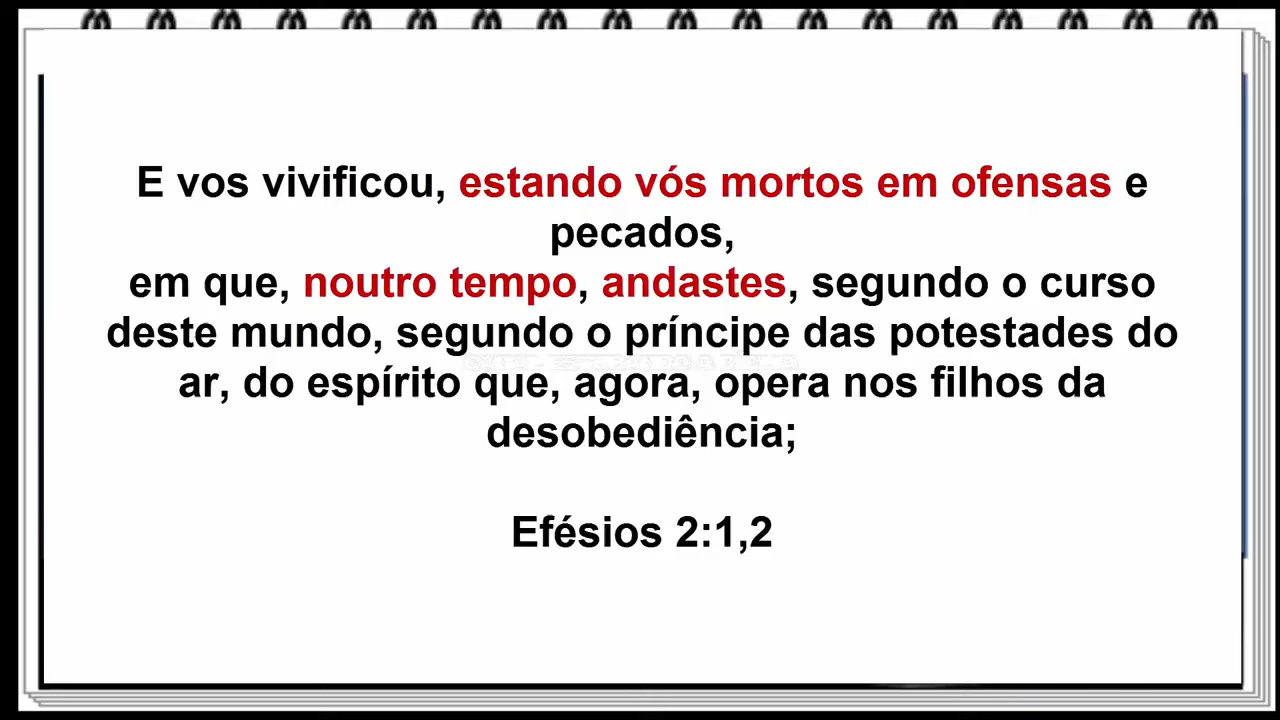 E vos vivificou, estando vós mortos em ofensas e
pecados,
em que, noutro tempo, andastes, segundo o curso
deste mundo, segundo o príncipe das potestades do
ar, do espírito que, agora, opera nos filhos da
desobediência;
Efésios 2:1,2